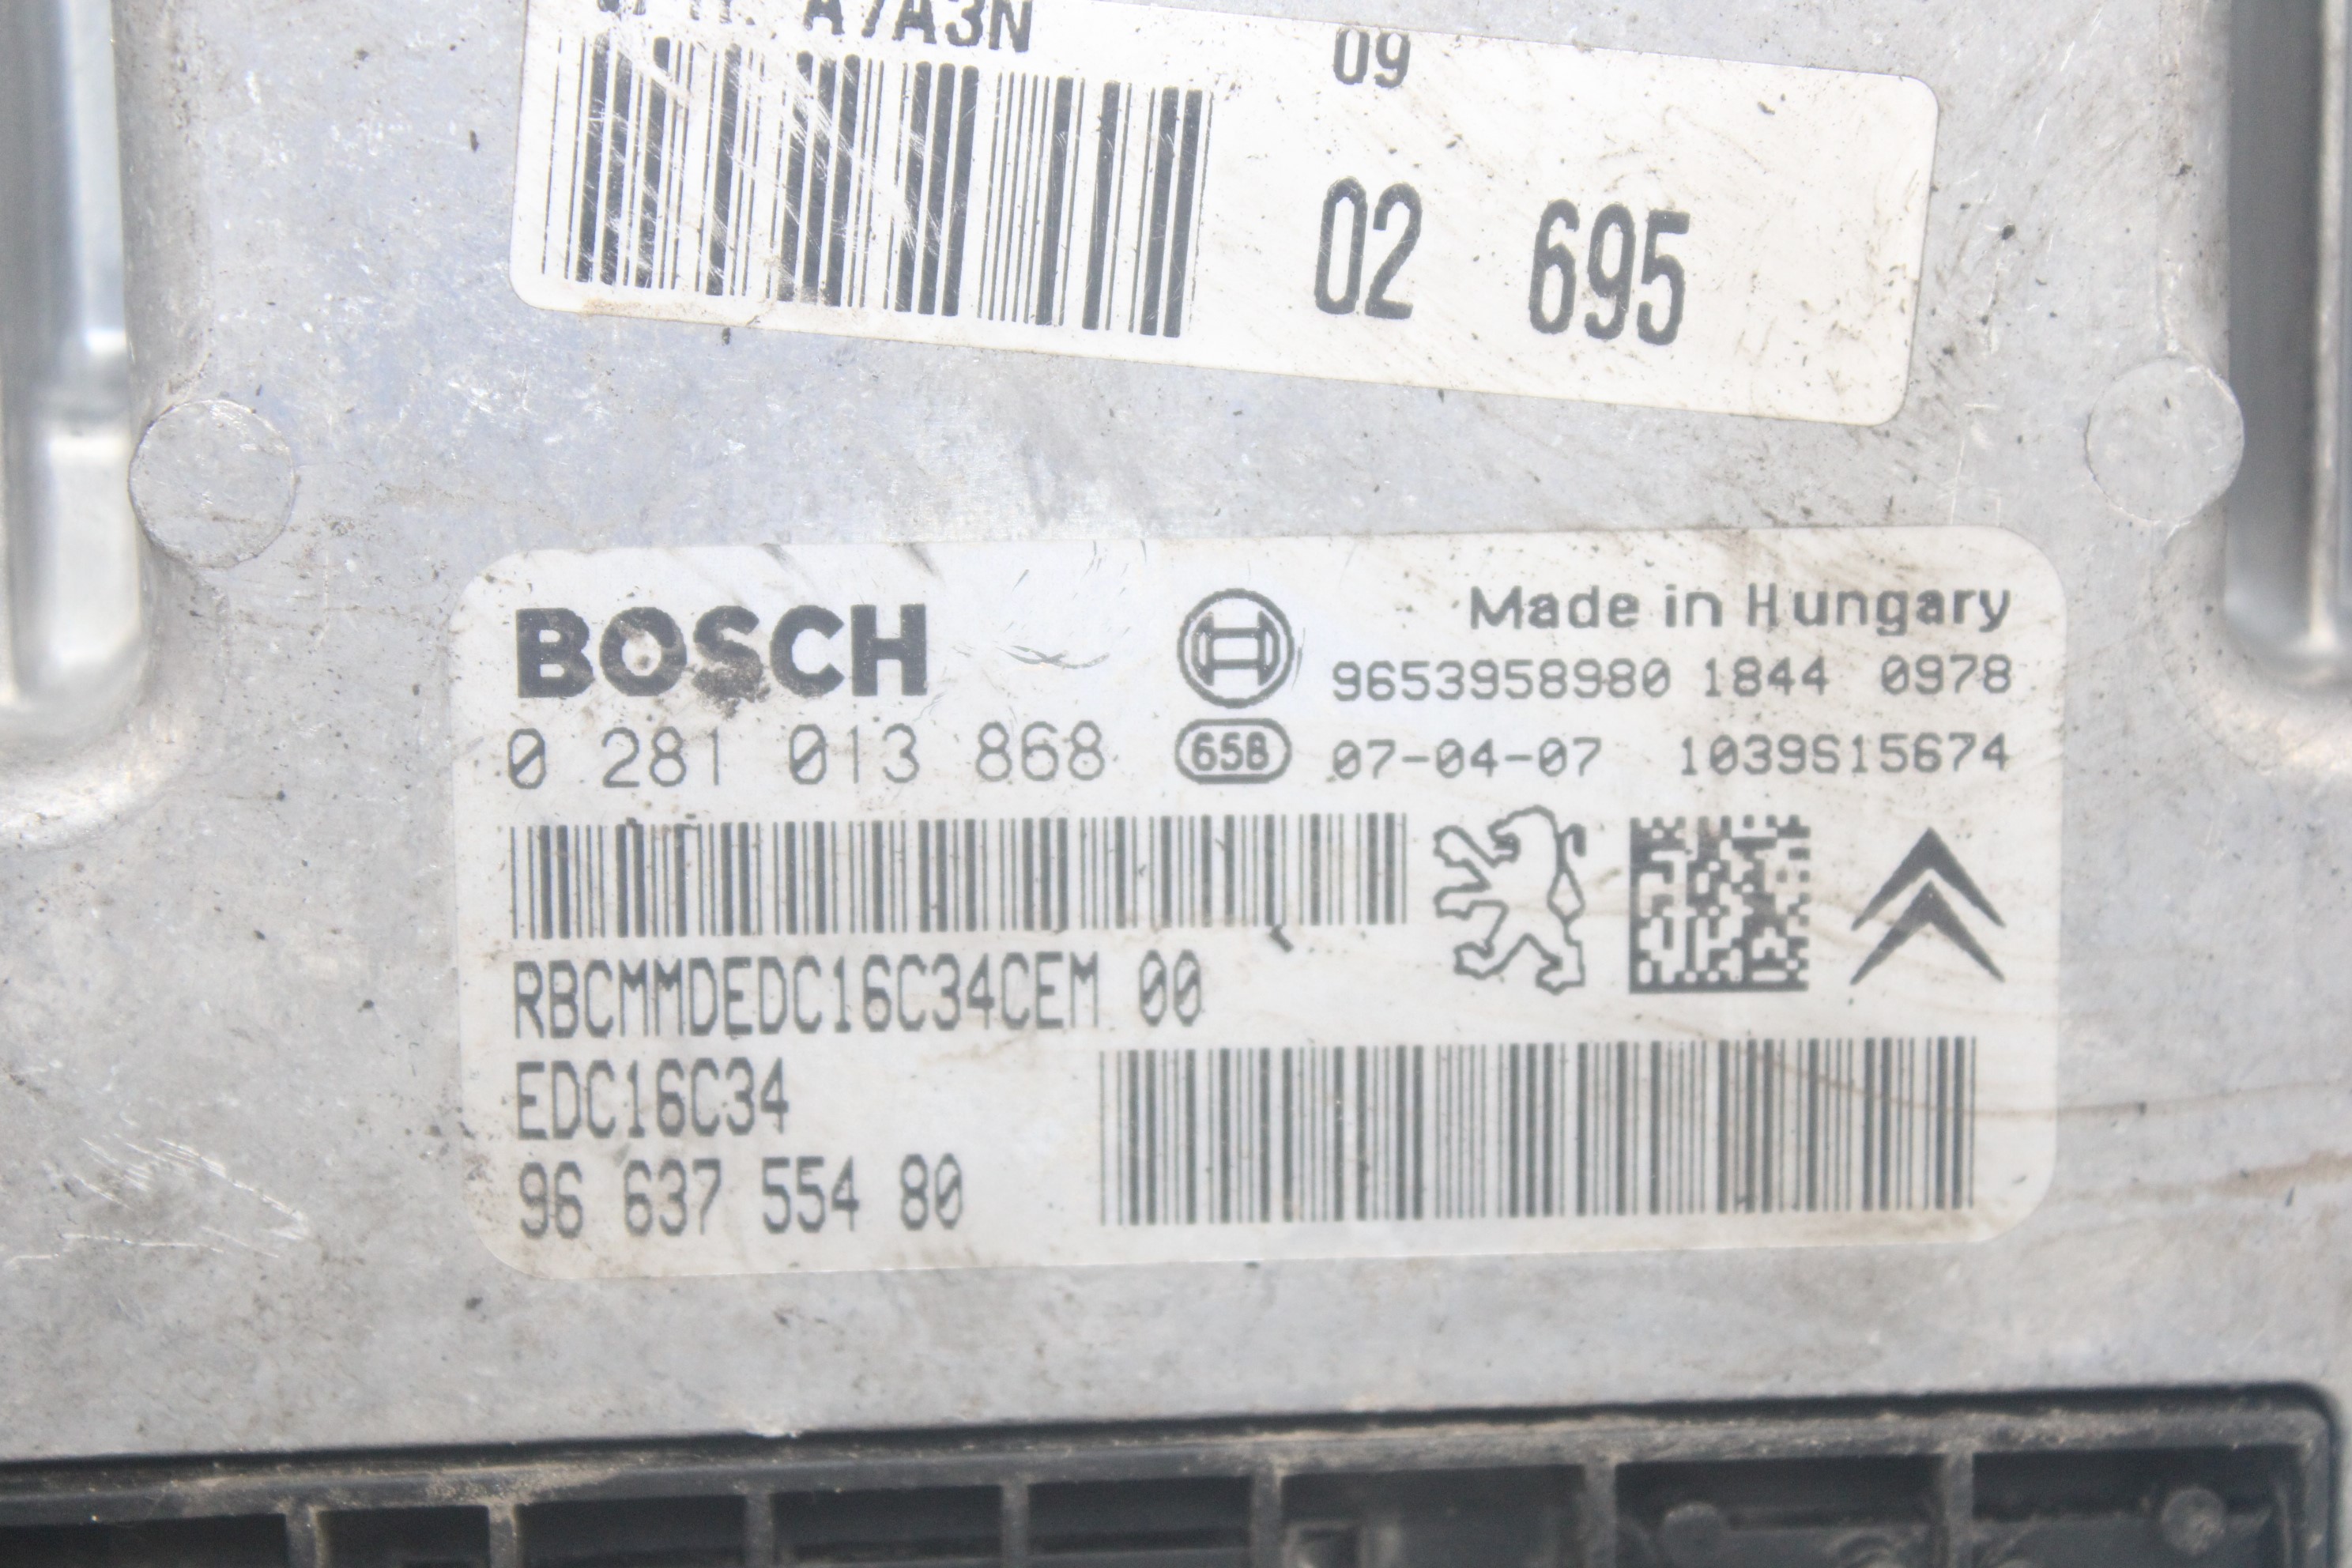 A7A3N
09
02 695
BOSCH
Made in Hungary
9653958980 1844 0978
0 281 013 868
658
07-04-07 1039S15674
RBCMMDEDC16C34CEM 00
EDC16C34
96 637 554 80